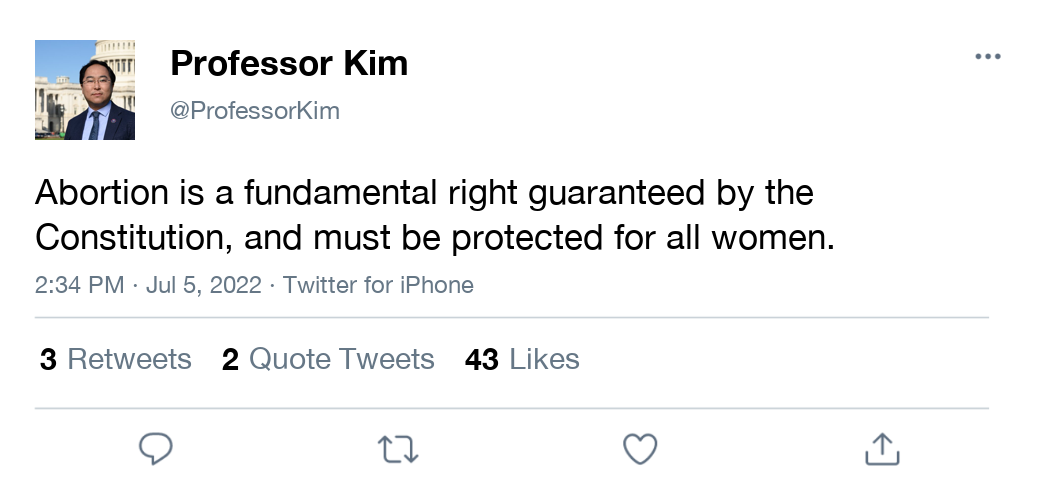 Professor Kim
@ProfessorKim
Abortion is a fundamental right guaranteed by the
Constitution, and must be protected for all women.
2:34 PM · Jul 5, 2022 · Twitter for iPhone
3 Retweets 2 Quote Tweets 43 Likes